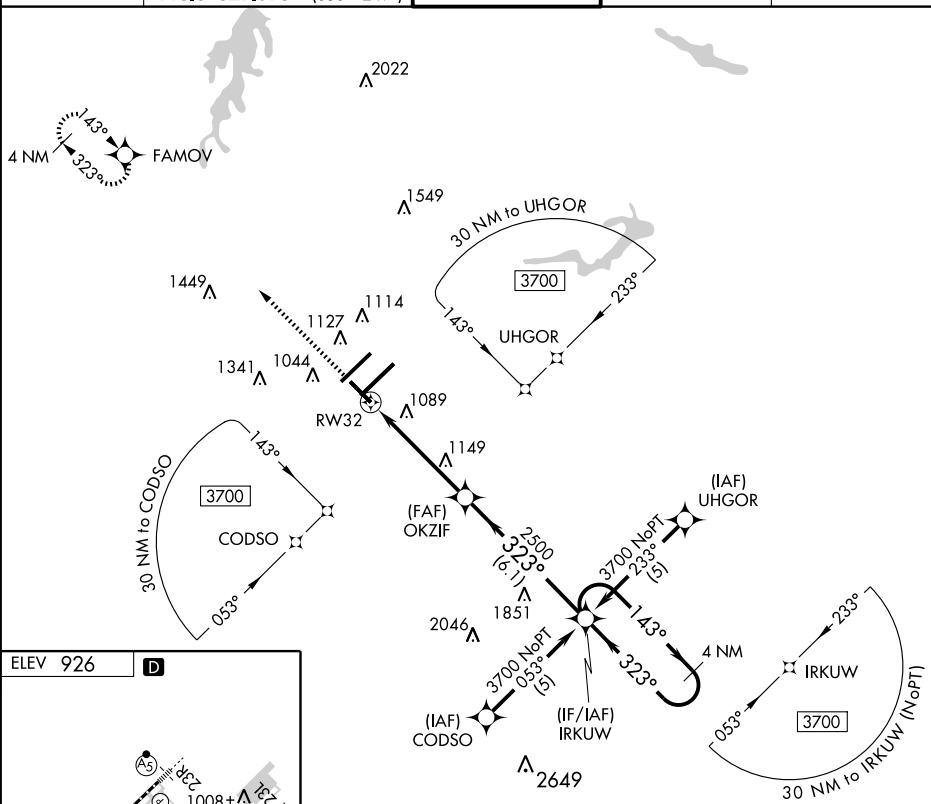 2022
143°
4 NM
FAMOV
323°
1549
30 NM to UHGOR
3700
1449
233°
1114
143°
1127
UHGOR
1341
1044
1089
RW32
143°
1149
30 NM to CODSO
3700
(IAF)
UHGOR
(FAF)
OKZIF
CODSO
2500
323°
(6.1)
3700 NoPT
233°
(5)
053°
1851
143°
233°
2046
4 NM
ELEV 926
D
3700 NoPT
053°
(5)
323°
IRKUW
(IAF)
CODSO
(IF/IAF)
IRKUW
053°
3700
30 NM to IRKUW (NoPT)
A5
23R
2649
1008±
23L